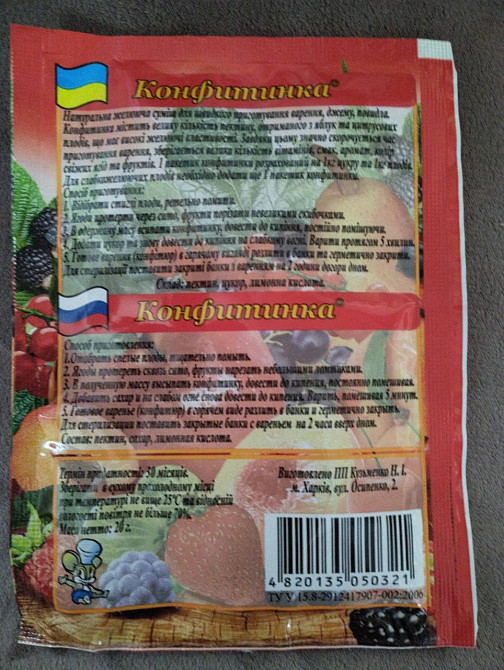 Конфитинка®
Натуральна желююча суміш для швидкого приготування варення, джему, повидла.
Конфитинка містить велику кількість пектину, отриманого з яблук та цитрусових
плодів, що має високі желюючі властивості. Завдяки цьому значно скорочується час
приготування варення, зберігається велика кількість вітамінів, смак, аромат, колір
свіжих ягід та фруктів. 1 пакетик конфитинки розрахований на 1кг цукру та 1кг плодів.
Для слабожелюючих плодів необхідно додати ще 1 пакетик конфитинки.
Спосіб приготування:
1. Відібрати стиглі плоди, ретельно помити.
2. Ягоди протерти через сито, фрукти порізати невеликими скибочками.
3. В одержану масу всипати конфитинку, довести до кипіння, постійно помішуючи.
4. Додати цукор та знову довести до кипіння на слабкому вогні. Варити протягом 5 хвилин.
5. Готове варення (конфітюр) в гарячому вигляді розлити в банки та герметично закрити.
Для стерилізації поставити закриті банки з варенням на 2 години догори дном.
Склад: пектин, цукор, лимонна кислота.
Конфитинка®
Способ приготовления:
1.Отобрать спелые плоды, тщательно помыть.
2. Ягоды протереть сквозь сито, фрукты нарезать небольшими ломтиками.
3. В полученную массу высыпать конфитинку, довести до кипения, постоянно помешивая.
4. Добавить сахар и на слабом огне снова довести до кипения. Варить, помешивая 5 минут.
5. Готовое варенье (конфитюр) в горячем виде разлить в банки и герметично закрыть.
Для стерилизации поставить закрытые банки с вареньем на 2 часа вверх дном.
Состав: пектин, сахар, лимонная кислота.
Термін придатності: 30 місяців.
Зберігати в сухому прохолодному місці
при температурі не вище 25°С та відносній
вологості повітря не більше 70%.
Маса нетто: 20 г.
Виготовлено ПП Кузьменко Н. І.
м. Харків, вул. Осипенко, 2.
4 820135 050321
ТУ У 15.8-2912417907-002:2006